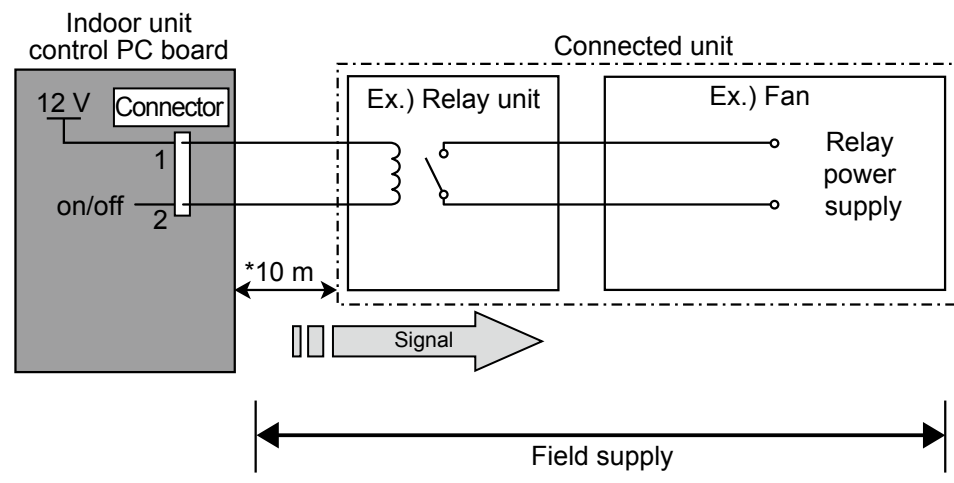 Indoor unit
control PC board
Connected unit
12 V
Connector
1
on/off
2
*10 m
Ex.) Relay unit
Ex.) Fan
Relay
power
supply
Signal
Field supply